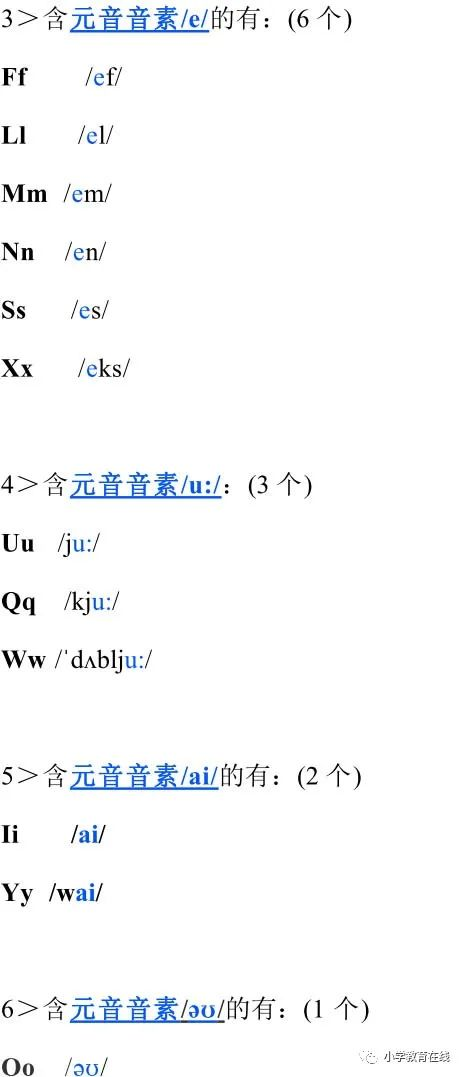 3＞含元音音素/e/的有：(6 个)
Ff /ef/
Ll /el/
Mm /em/
Nn /en/
Ss /es/
Xx /eks/
4＞含元音音素/u:/：(3 个)
Uu /ju:/
Qq /kju:/
Ww /ˈdʌblju:/
5＞含元音音素/ai/的有：(2 个)
Ii /ai/
Yy /wai/
6＞含元音音素/əʊ/的有：(1 个)
Oo /əʊ/
小学教育在线